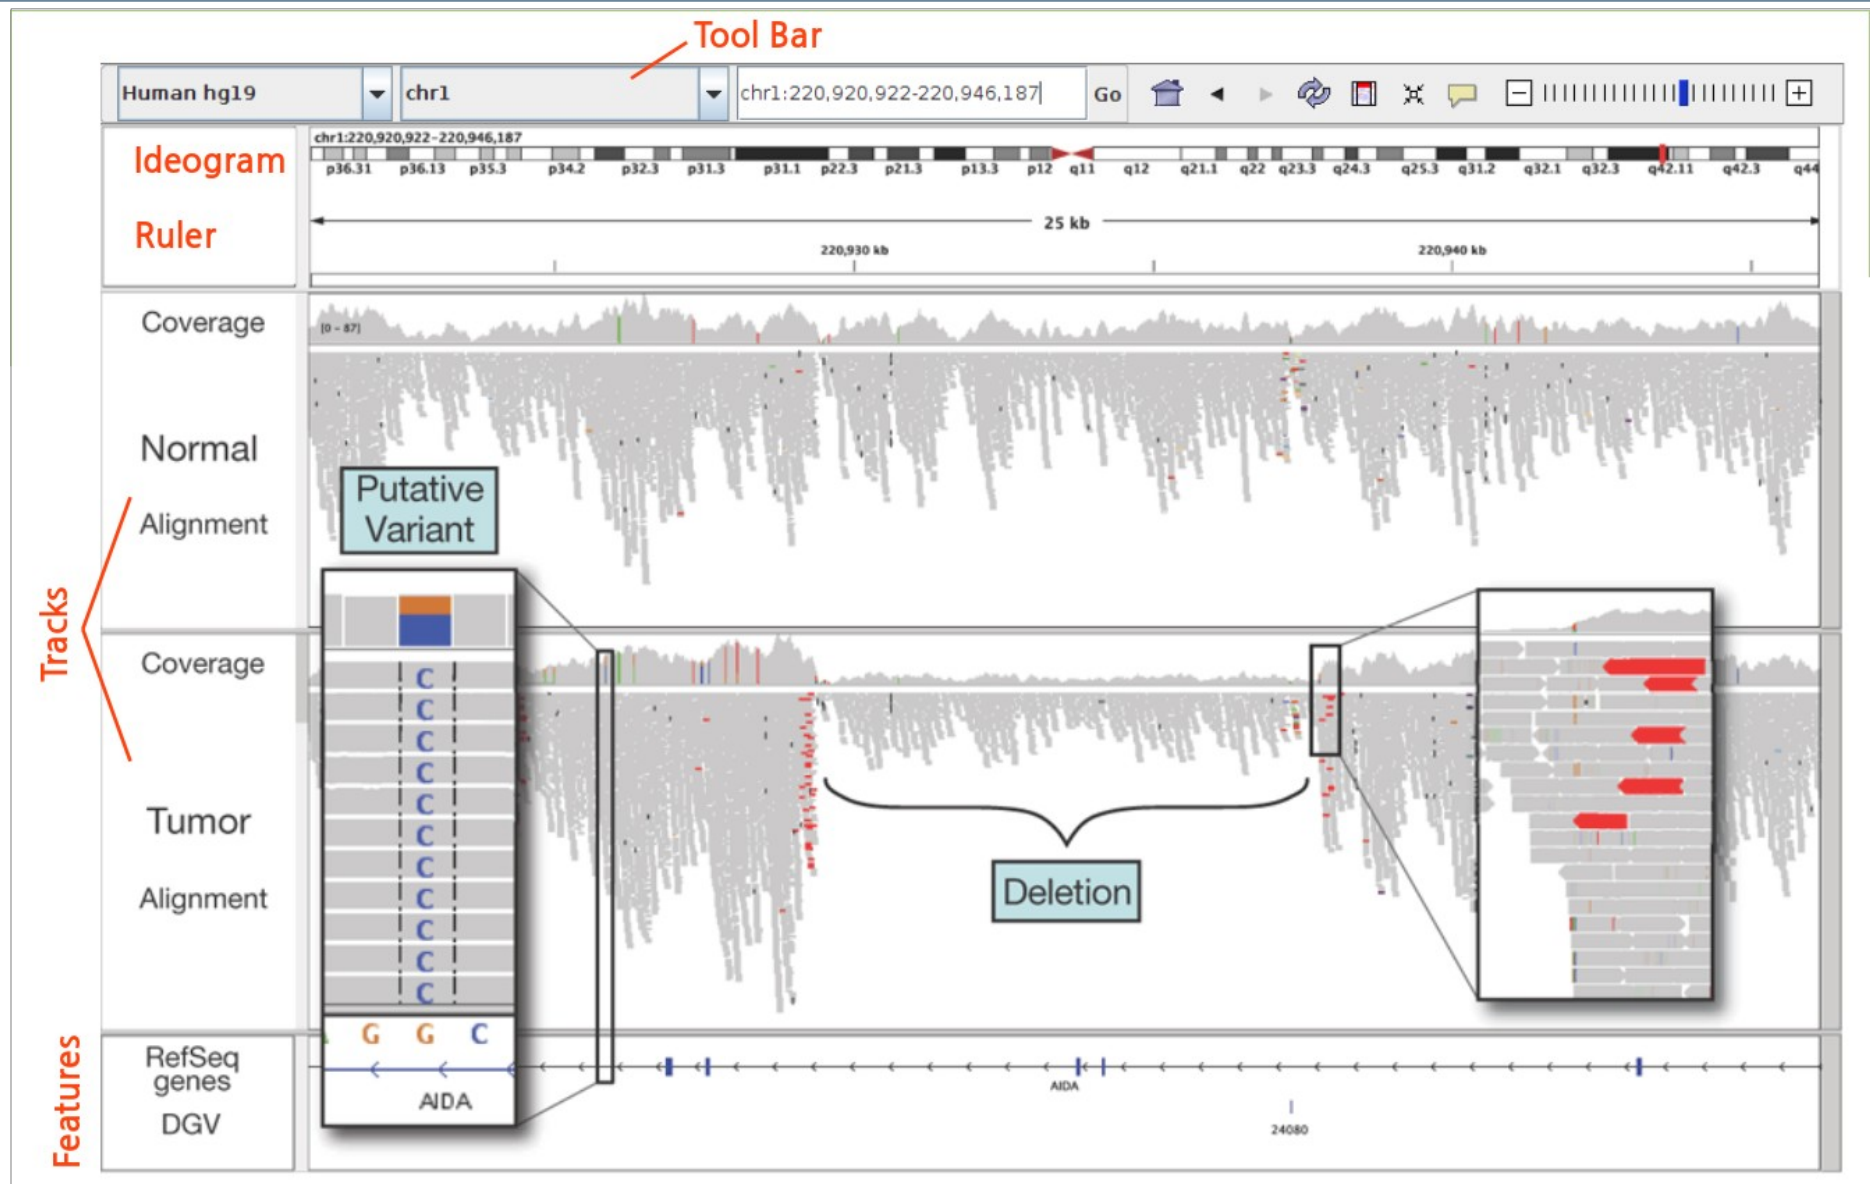 Tool Bar
Human hg19 chr1 chr1:220,920,922-220,946,187 Go
chr1:220,920,922-220,946,187
Ideogram
p36.31 p36.13 p35.3 p34.2 p32.3 p31.3 p31.1 p22.3 p21.3 p13.3 p12 q11 q12 q21.1 q22 q23.3 q24.3 q25.3 q31.2 q32.1 q32.3 q42.11 q42.3 q44
Ruler
25 kb
220,930 kb 220,940 kb
Coverage
[0 - 87]
Normal
Alignment
Putative
Variant
Tracks
Coverage
C
C
C
C
C
C
C
C
C
C
C
Tumor
Alignment
Deletion
Features
RefSeq
genes
G G C
AIDA
AIDA
DGV
24080